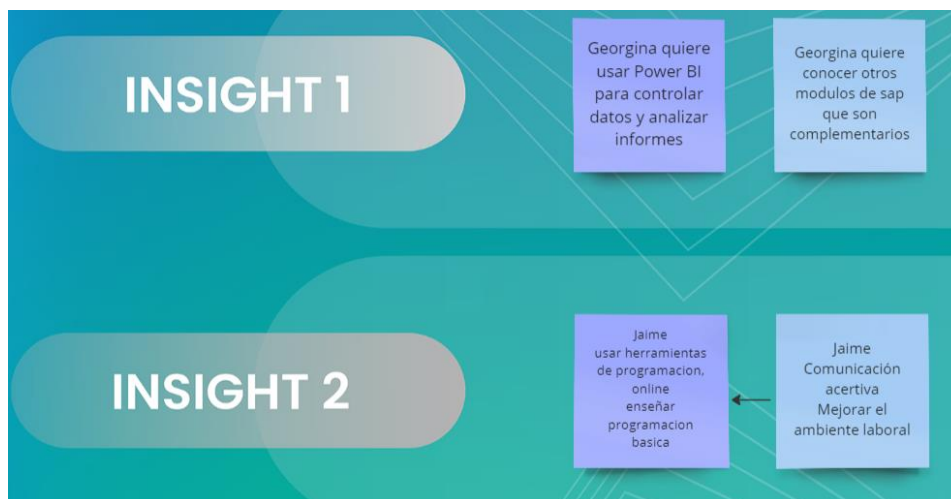 INSIGHT 1
Georgina quiere
usar Power BI
para controlar
datos y analizar
informes
Georgina quiere
conocer otros
modulos de sap
que son
complementarios
INSIGHT 2
Jaime
usar herramientas
de programacion,
online
enseñar
programacion
basica
Jaime
Comunicación
acertiva
Mejorar el
ambiente laboral